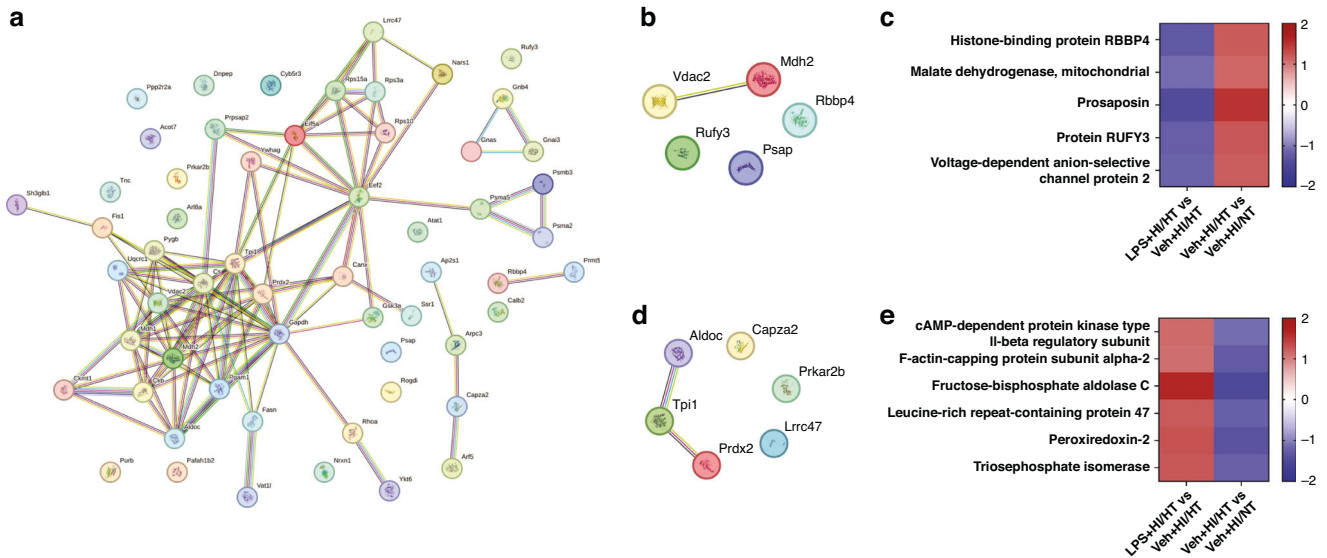 a
Lrrc47
Rufy3
Nars1
Dnpep
Cyb5r3
Ppp2r2a
Rps15a
Rps3a
Gnb4
Prpsap2
Eif5a
Rps10
Acot7
Gnas
Gnai3
Ywhag
Prkar2b
Psmb3
Tnc
Eef2
Sh3glb1
Psma5
Arl8a
Fis1
Atat1
Psma2
Pygb
Tpi1
Uqcrc1
Cs
Canx
Ap2s1
Rbbp4
Prmt5
Vdac2
Prdx2
Gsk3a
Ssr1
Calb2
Mdh1
Gapdh
Mdh2
Psap
Arpc3
Ckmt1
Ckb
Pgam1
Rogdi
Capza2
Aldoc
Fasn
Rhoa
Purb
Pafah1b2
Nrxn1
Arf5
Vat1l
Ykt6
b
Mdh2
Vdac2
Rbbp4
Rufy3
Psap
c
Histone-binding protein RBBP4
Malate dehydrogenase, mitochondrial
Prosaposin
Protein RUFY3
Voltage-dependent anion-selective
channel protein 2
2
1
0
−1
−2
LPS+HI/HT vs
Veh+HI/HT
Veh+HI/HT vs
Veh+HI/NT
d
Aldoc
Capza2
Prkar2b
Tpi1
Lrrc47
Prdx2
e
cAMP-dependent protein kinase type
II-beta regulatory subunit
F-actin-capping protein subunit alpha-2
Fructose-bisphosphate aldolase C
Leucine-rich repeat-containing protein 47
Peroxiredoxin-2
Triosephosphate isomerase
2
1
0
−1
−2
LPS+HI/HT vs
Veh+HI/HT
Veh+HI/HT vs
Veh+HI/NT